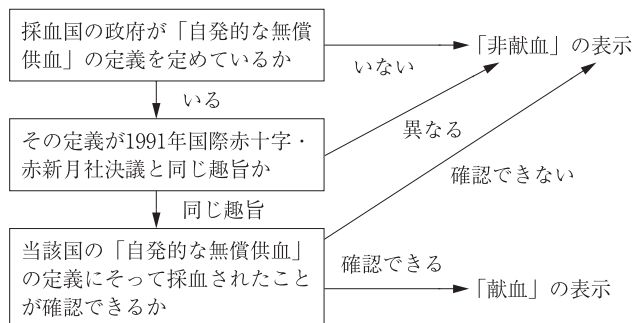 採血国の政府が「自発的な無償
供血」の定義を定めているか
「非献血」の表示
いない
いる
異なる
その定義が1991年国際赤十字・
赤新月社決議と同じ趣旨か
確認できない
同じ趣旨
当該国の「自発的な無償供血」
の定義にそって採血されたこと
が確認できるか
確認できる
「献血」の表示